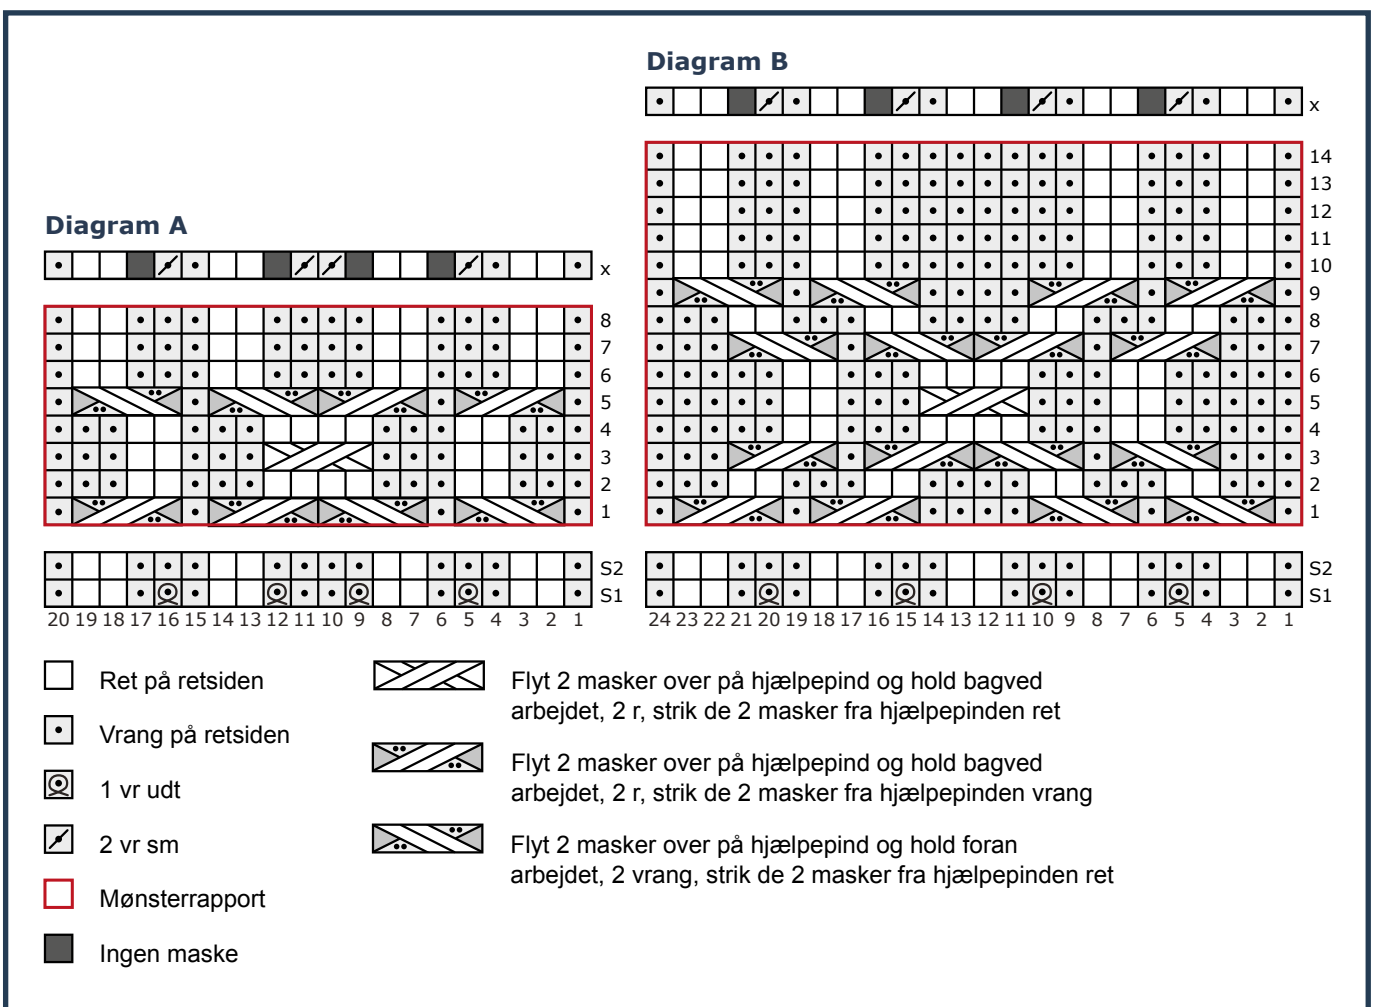 Diagram B
x
14
13
12
11
10
9
8
7
6
5
4
3
2
1
S2
S1
24 23 22 21 20 19 18 17 16 15 14 13 12 11 10 9 8 7 6 5 4 3 2 1
Diagram A
x
8
7
6
5
4
3
2
1
S2
S1
20 19 18 17 16 15 14 13 12 11 10 9 8 7 6 5 4 3 2 1
Ret på retsiden
Vrang på retsiden
1 vr udt
2 vr sm
Mønsterrapport
Ingen maske
Flyt 2 masker over på hjælpepind og hold bagved
arbejdet, 2 r, strik de 2 masker fra hjælpepinden ret
Flyt 2 masker over på hjælpepind og hold bagved
arbejdet, 2 r, strik de 2 masker fra hjælpepinden vrang
Flyt 2 masker over på hjælpepind og hold foran
arbejdet, 2 vrang, strik de 2 masker fra hjælpepinden ret